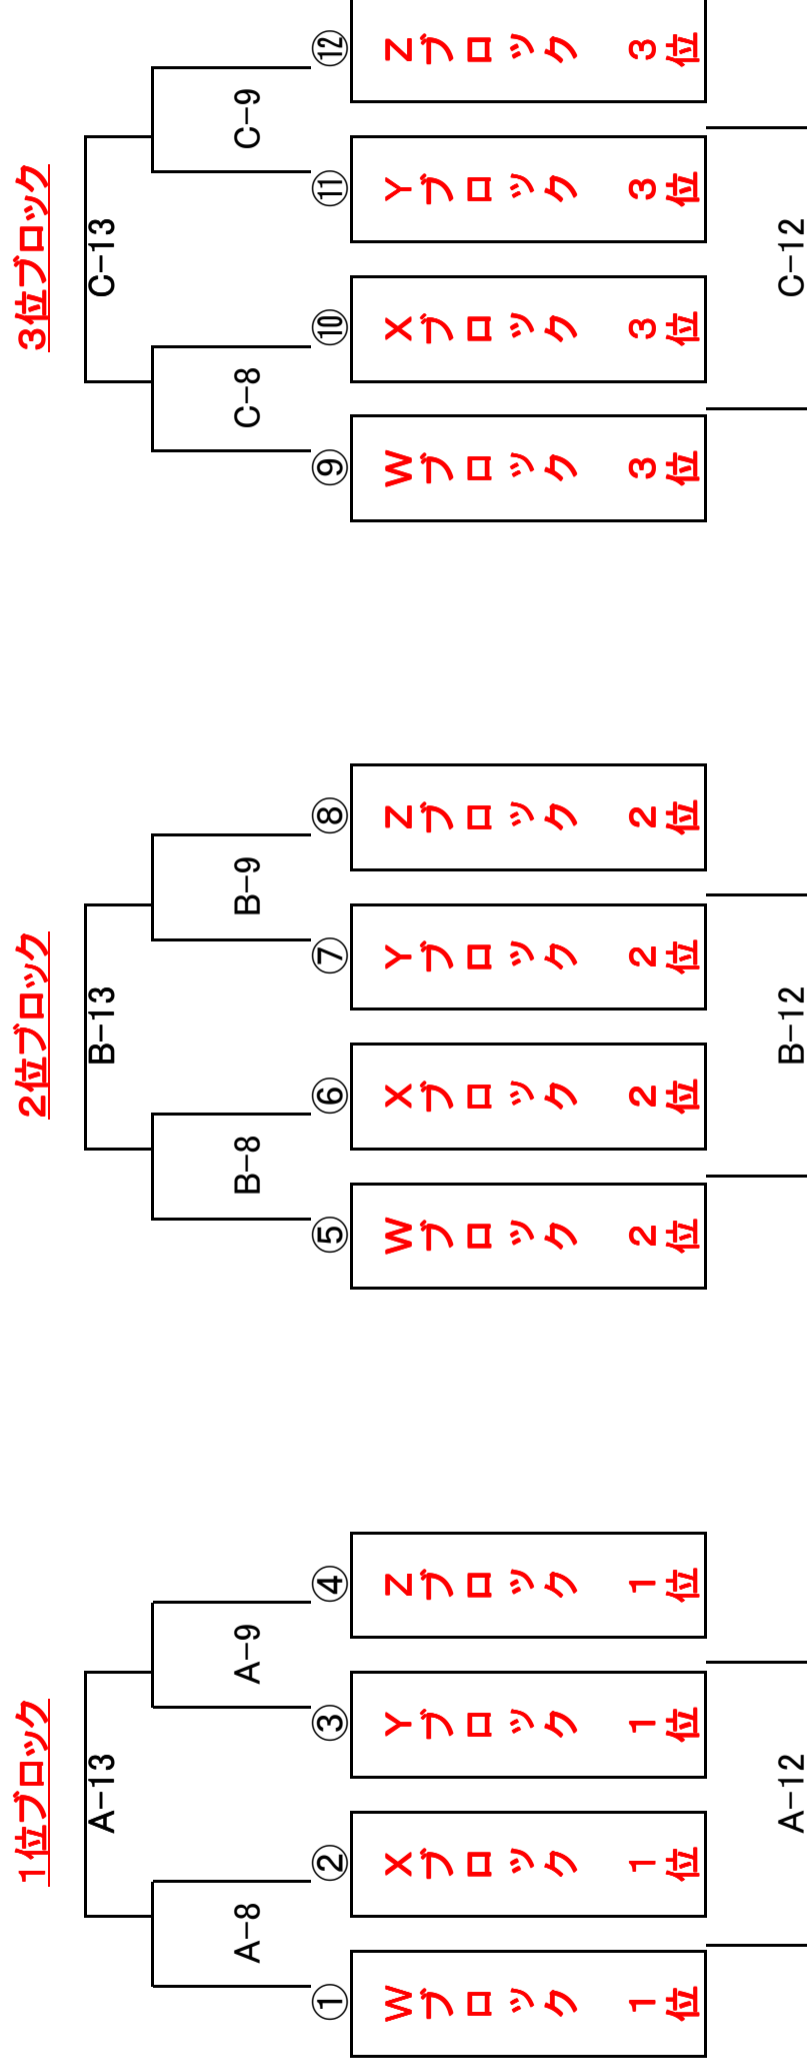 1位ブロック
2位ブロック
3位ブロック
A-13
B-13
C-13
A-8
A-9
B-8
B-9
C-8
C-9
①
②
③
④
⑤
⑥
⑦
⑧
⑨
⑩
⑪
⑫
Wブロック 1位
Xブロック 1位
Yブロック 1位
Zブロック 1位
Wブロック 2位
Xブロック 2位
Yブロック 2位
Zブロック 2位
Wブロック 3位
Xブロック 3位
Yブロック 3位
Zブロック 3位
A-12
B-12
C-12